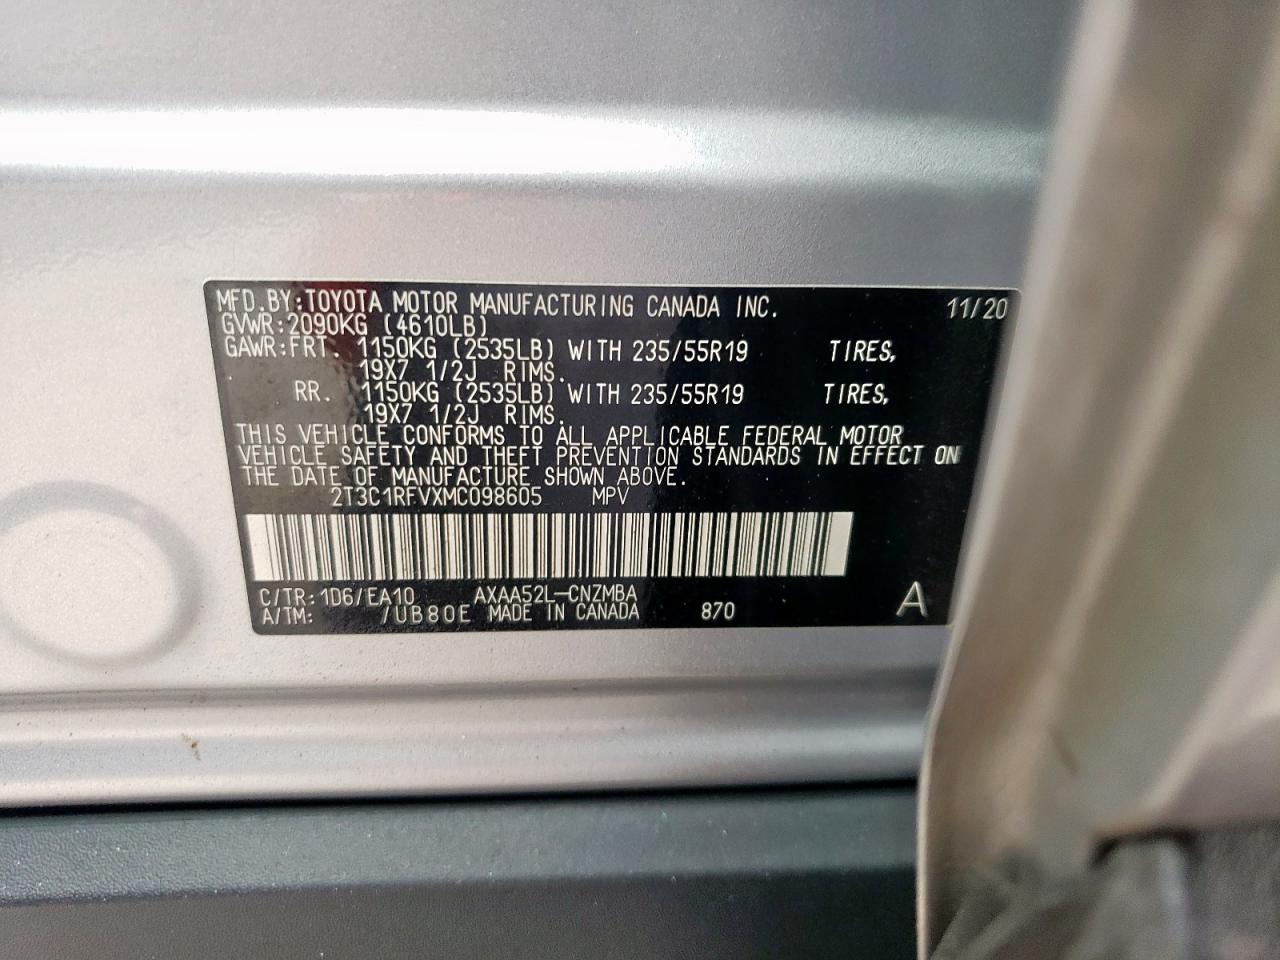 MFD.BY:TOYOTA MOTOR MANUFACTURING CANADA INC. 11/20
GVWR:2090KG (4610LB)
GAWR:FRT. 1150KG (2535LB) WITH 235/55R19 TIRES,
19X7 1/2J RIMS.
RR. 1150KG (2535LB) WITH 235/55R19 TIRES,
19X7 1/2J RIMS.
THIS VEHICLE CONFORMS TO ALL APPLICABLE FEDERAL MOTOR
VEHICLE SAFETY AND THEFT PREVENTION STANDARDS IN EFFECT ON
THE DATE OF MANUFACTURE SHOWN ABOVE.
2T3C1RFVXMC098605 MPV
C/TR:1D6/EA10 AXAA52L-CNZMBA
A/TM: /UB80E MADE IN CANADA 870 A